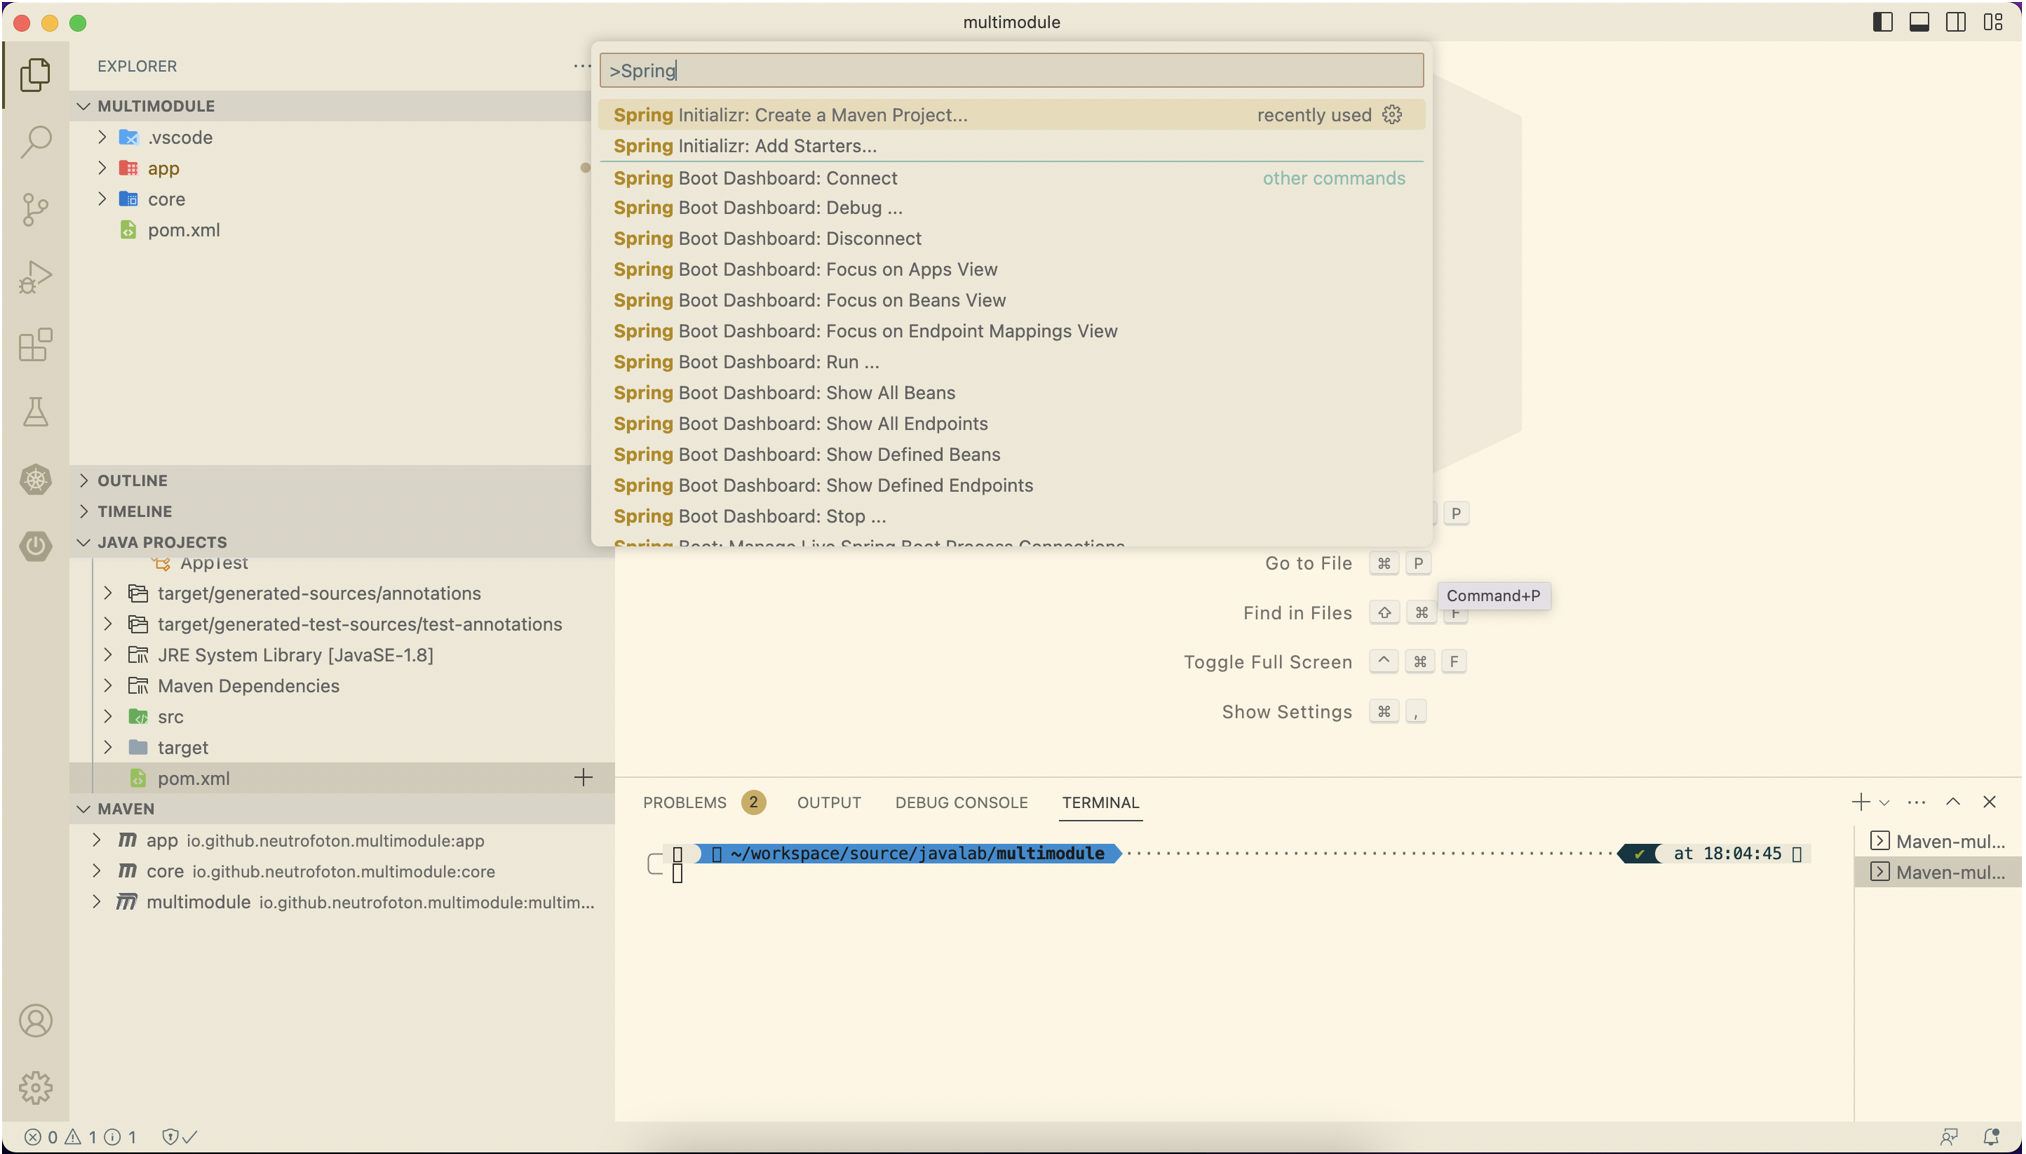 multimodule
EXPLORER
MULTIMODULE
.vscode
app
core
pom.xml
OUTLINE
TIMELINE
JAVA PROJECTS
AppTest
target/generated-sources/annotations
target/generated-test-sources/test-annotations
JRE System Library [JavaSE-1.8]
Maven Dependencies
src
target
pom.xml
MAVEN
app io.github.neutrofoton.multimodule:app
core io.github.neutrofoton.multimodule:core
multimodule io.github.neutrofoton.multimodule:multim...
>Spring
Spring Initializr: Create a Maven Project... recently used
Spring Initializr: Add Starters...
Spring Boot Dashboard: Connect other commands
Spring Boot Dashboard: Debug ...
Spring Boot Dashboard: Disconnect
Spring Boot Dashboard: Focus on Apps View
Spring Boot Dashboard: Focus on Beans View
Spring Boot Dashboard: Focus on Endpoint Mappings View
Spring Boot Dashboard: Run ...
Spring Boot Dashboard: Show All Beans
Spring Boot Dashboard: Show All Endpoints
Spring Boot Dashboard: Show Defined Beans
Spring Boot Dashboard: Show Defined Endpoints
Spring Boot Dashboard: Stop ...
Spring Boot: Manage Live Spring Boot Process Connections
P
Go to File ⌘ P
Command+P
Find in Files ⇧ ⌘ F
Toggle Full Screen ^ ⌘ F
Show Settings ⌘ ,
PROBLEMS 2 OUTPUT DEBUG CONSOLE TERMINAL
~/workspace/source/javalab/multimodule ✔ at 18:04:45
Maven-mul...
Maven-mul...
0 1 1